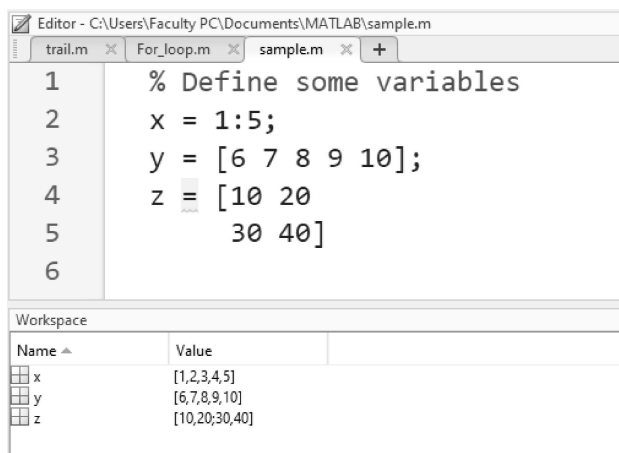 Editor - C:\Users\Faculty PC\Documents\MATLAB\sample.m
trail.m × For_loop.m × sample.m × +
1 % Define some variables
2 x = 1:5;
3 y = [6 7 8 9 10];
4 z = [10 20
5 30 40]
6
Workspace
Name Value
x [1,2,3,4,5]
y [6,7,8,9,10]
z [10,20;30,40]